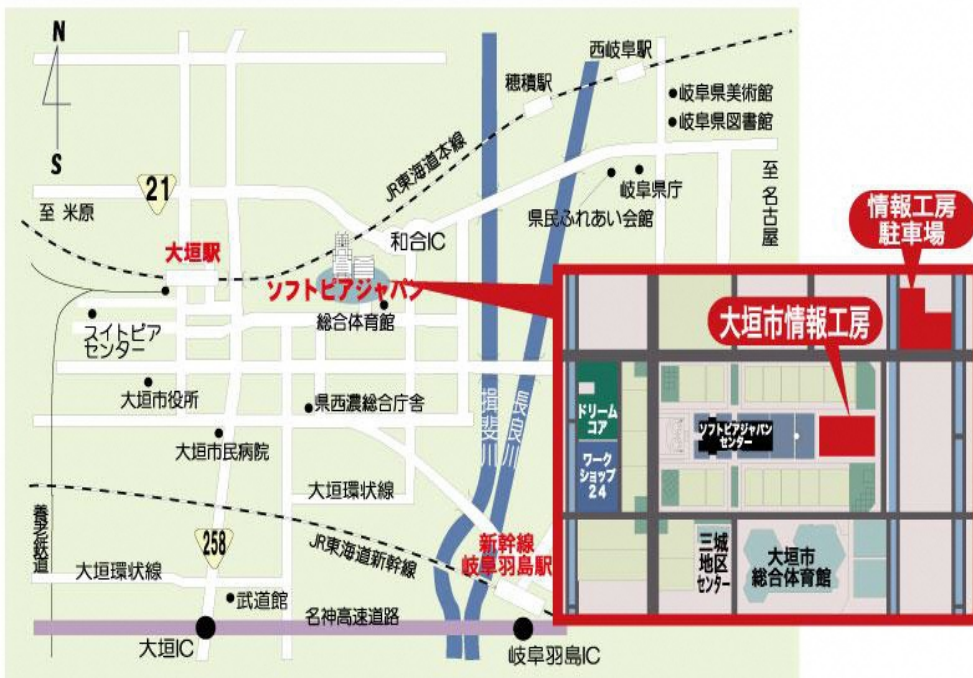 N
S
西岐阜駅
穂積駅
岐阜県美術館
岐阜県図書館
JR東海道本線
21
至 米原
岐阜県庁
県民ふれあい会館
至 名古屋
大垣駅
和合IC
ソフトピアジャパン
総合体育館
スイトピア
センター
大垣市役所
県西濃総合庁舎
揖斐川
長良川
大垣市民病院
大垣環状線
養老鉄道
258
JR東海道新幹線
新幹線
岐阜羽島駅
大垣環状線
武道館
名神高速道路
大垣IC
岐阜羽島IC
情報工房
駐車場
大垣市情報工房
ドリーム
コア
ソフトピアジャパン
センター
ワーク
ショップ
24
三城
地区
センター
大垣市
総合体育館